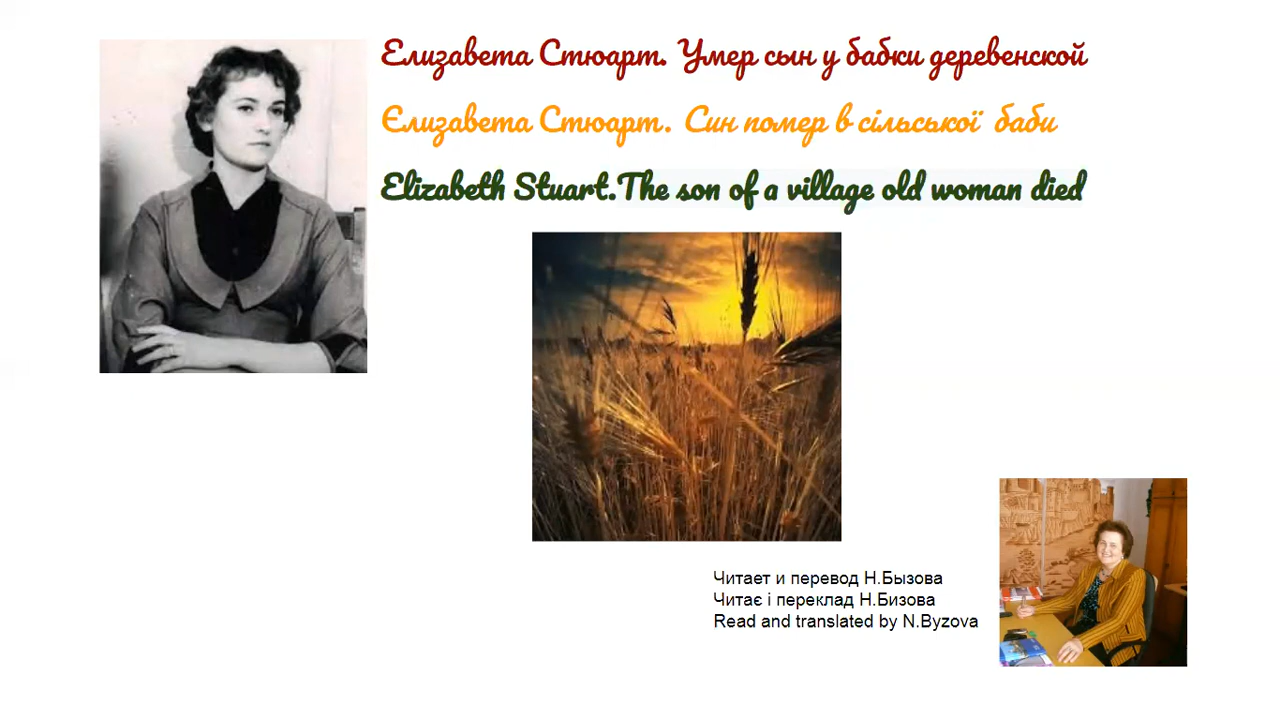 Елизавета Стюарт. Умер сын у бабки деревенской
Єлизавета Стюарт. Син помер в сільської баби
Elizabeth Stuart.The son of a village old woman died
Читает и перевод Н.Бызова
Читає і переклад Н.Бизова
Read and translated by N.Byzova